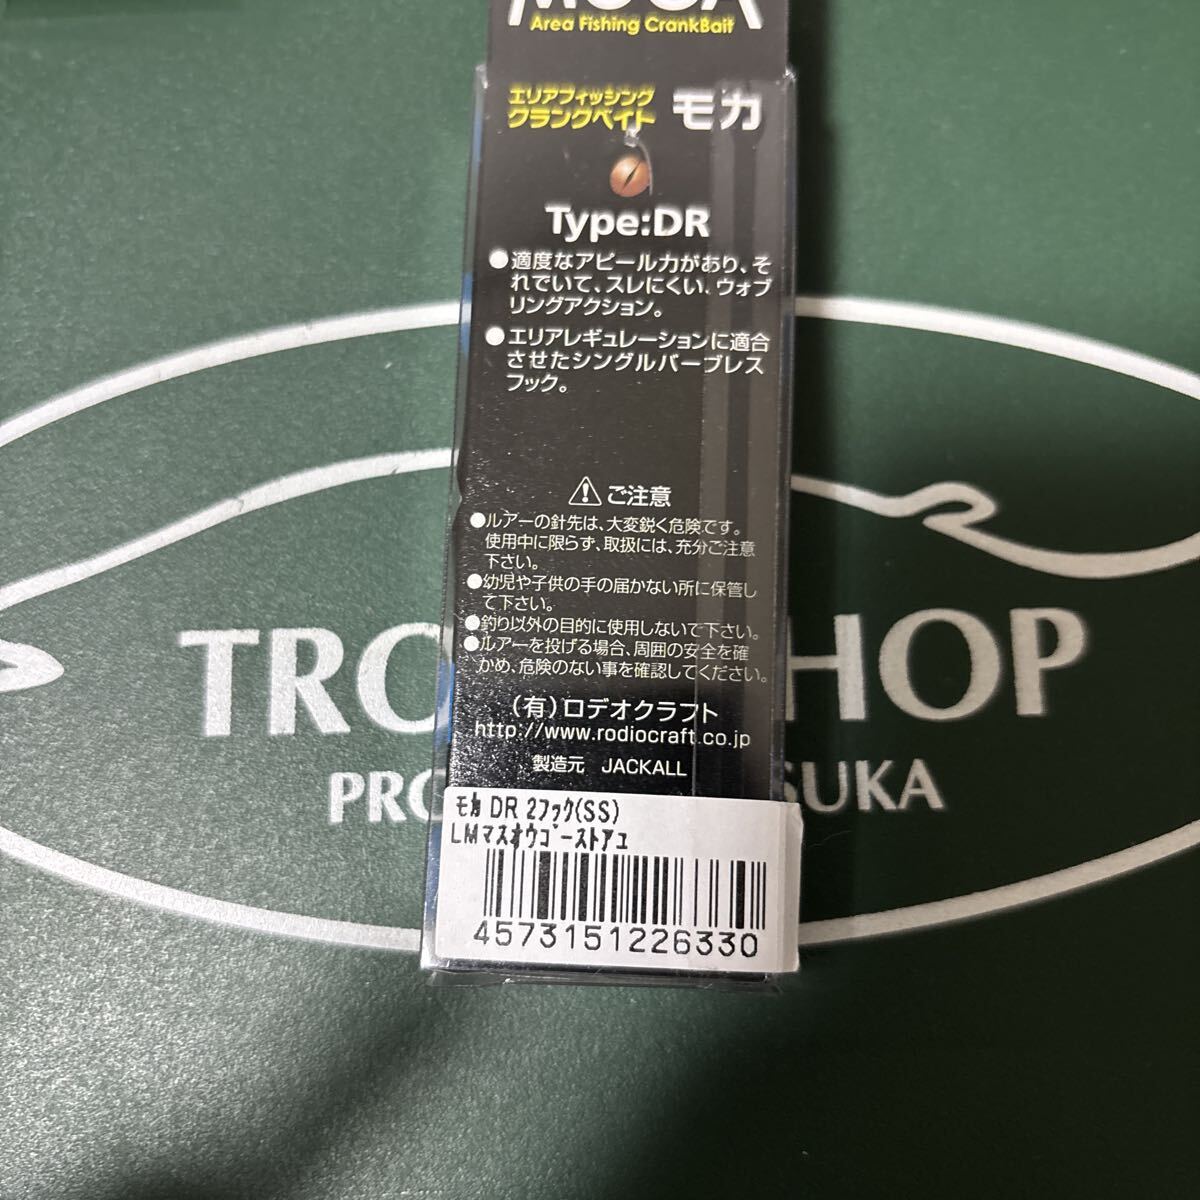 MOCA
Area Fishing CrankBait
エリアフィッシング
クランクベイト モカ
Type:DR
●適度なアピール力があり、そ
れでいて、スレにくい、ウォブ
リングアクション。
●エリアレギュレーションに適合
させたシングルバーブレス
フック。
⚠ご注意
●ルアーの針先は、大変鋭く危険です。
使用中に限らず、取扱には、充分ご注意
下さい。
●幼児や子供の手の届かない所に保管し
て下さい。
●釣り以外の目的に使用しないで下さい。
●ルアーを投げる場合、周囲の安全を確
かめ、危険のない事を確認してください。
(有)ロデオクラフト
http://www.rodiocraft.co.jp
製造元 JACKALL
モカ DR 2フック(SS)
LMマスオウゴーストアユ
4573151226330
TRO HOP
PRO SUKA